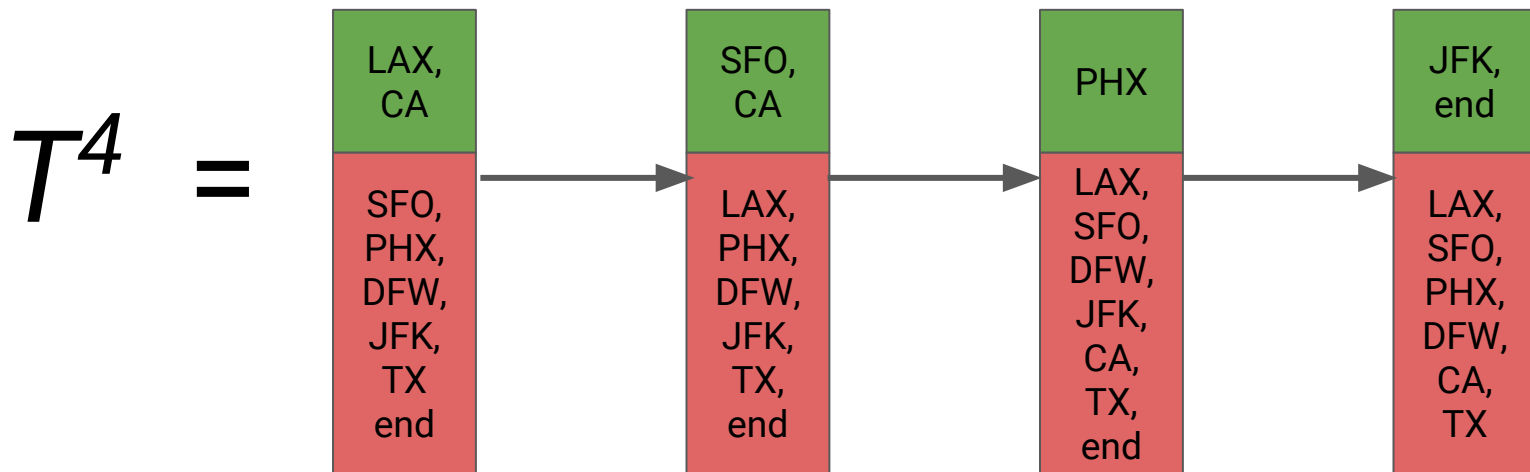 T^4 =
LAX,
CA
SFO,
PHX,
DFW,
JFK,
TX
end
SFO,
CA
LAX,
PHX,
DFW,
JFK,
TX,
end
PHX
LAX,
SFO,
DFW,
JFK,
CA,
TX,
end
JFK,
end
LAX,
SFO,
PHX,
DFW,
CA,
TX